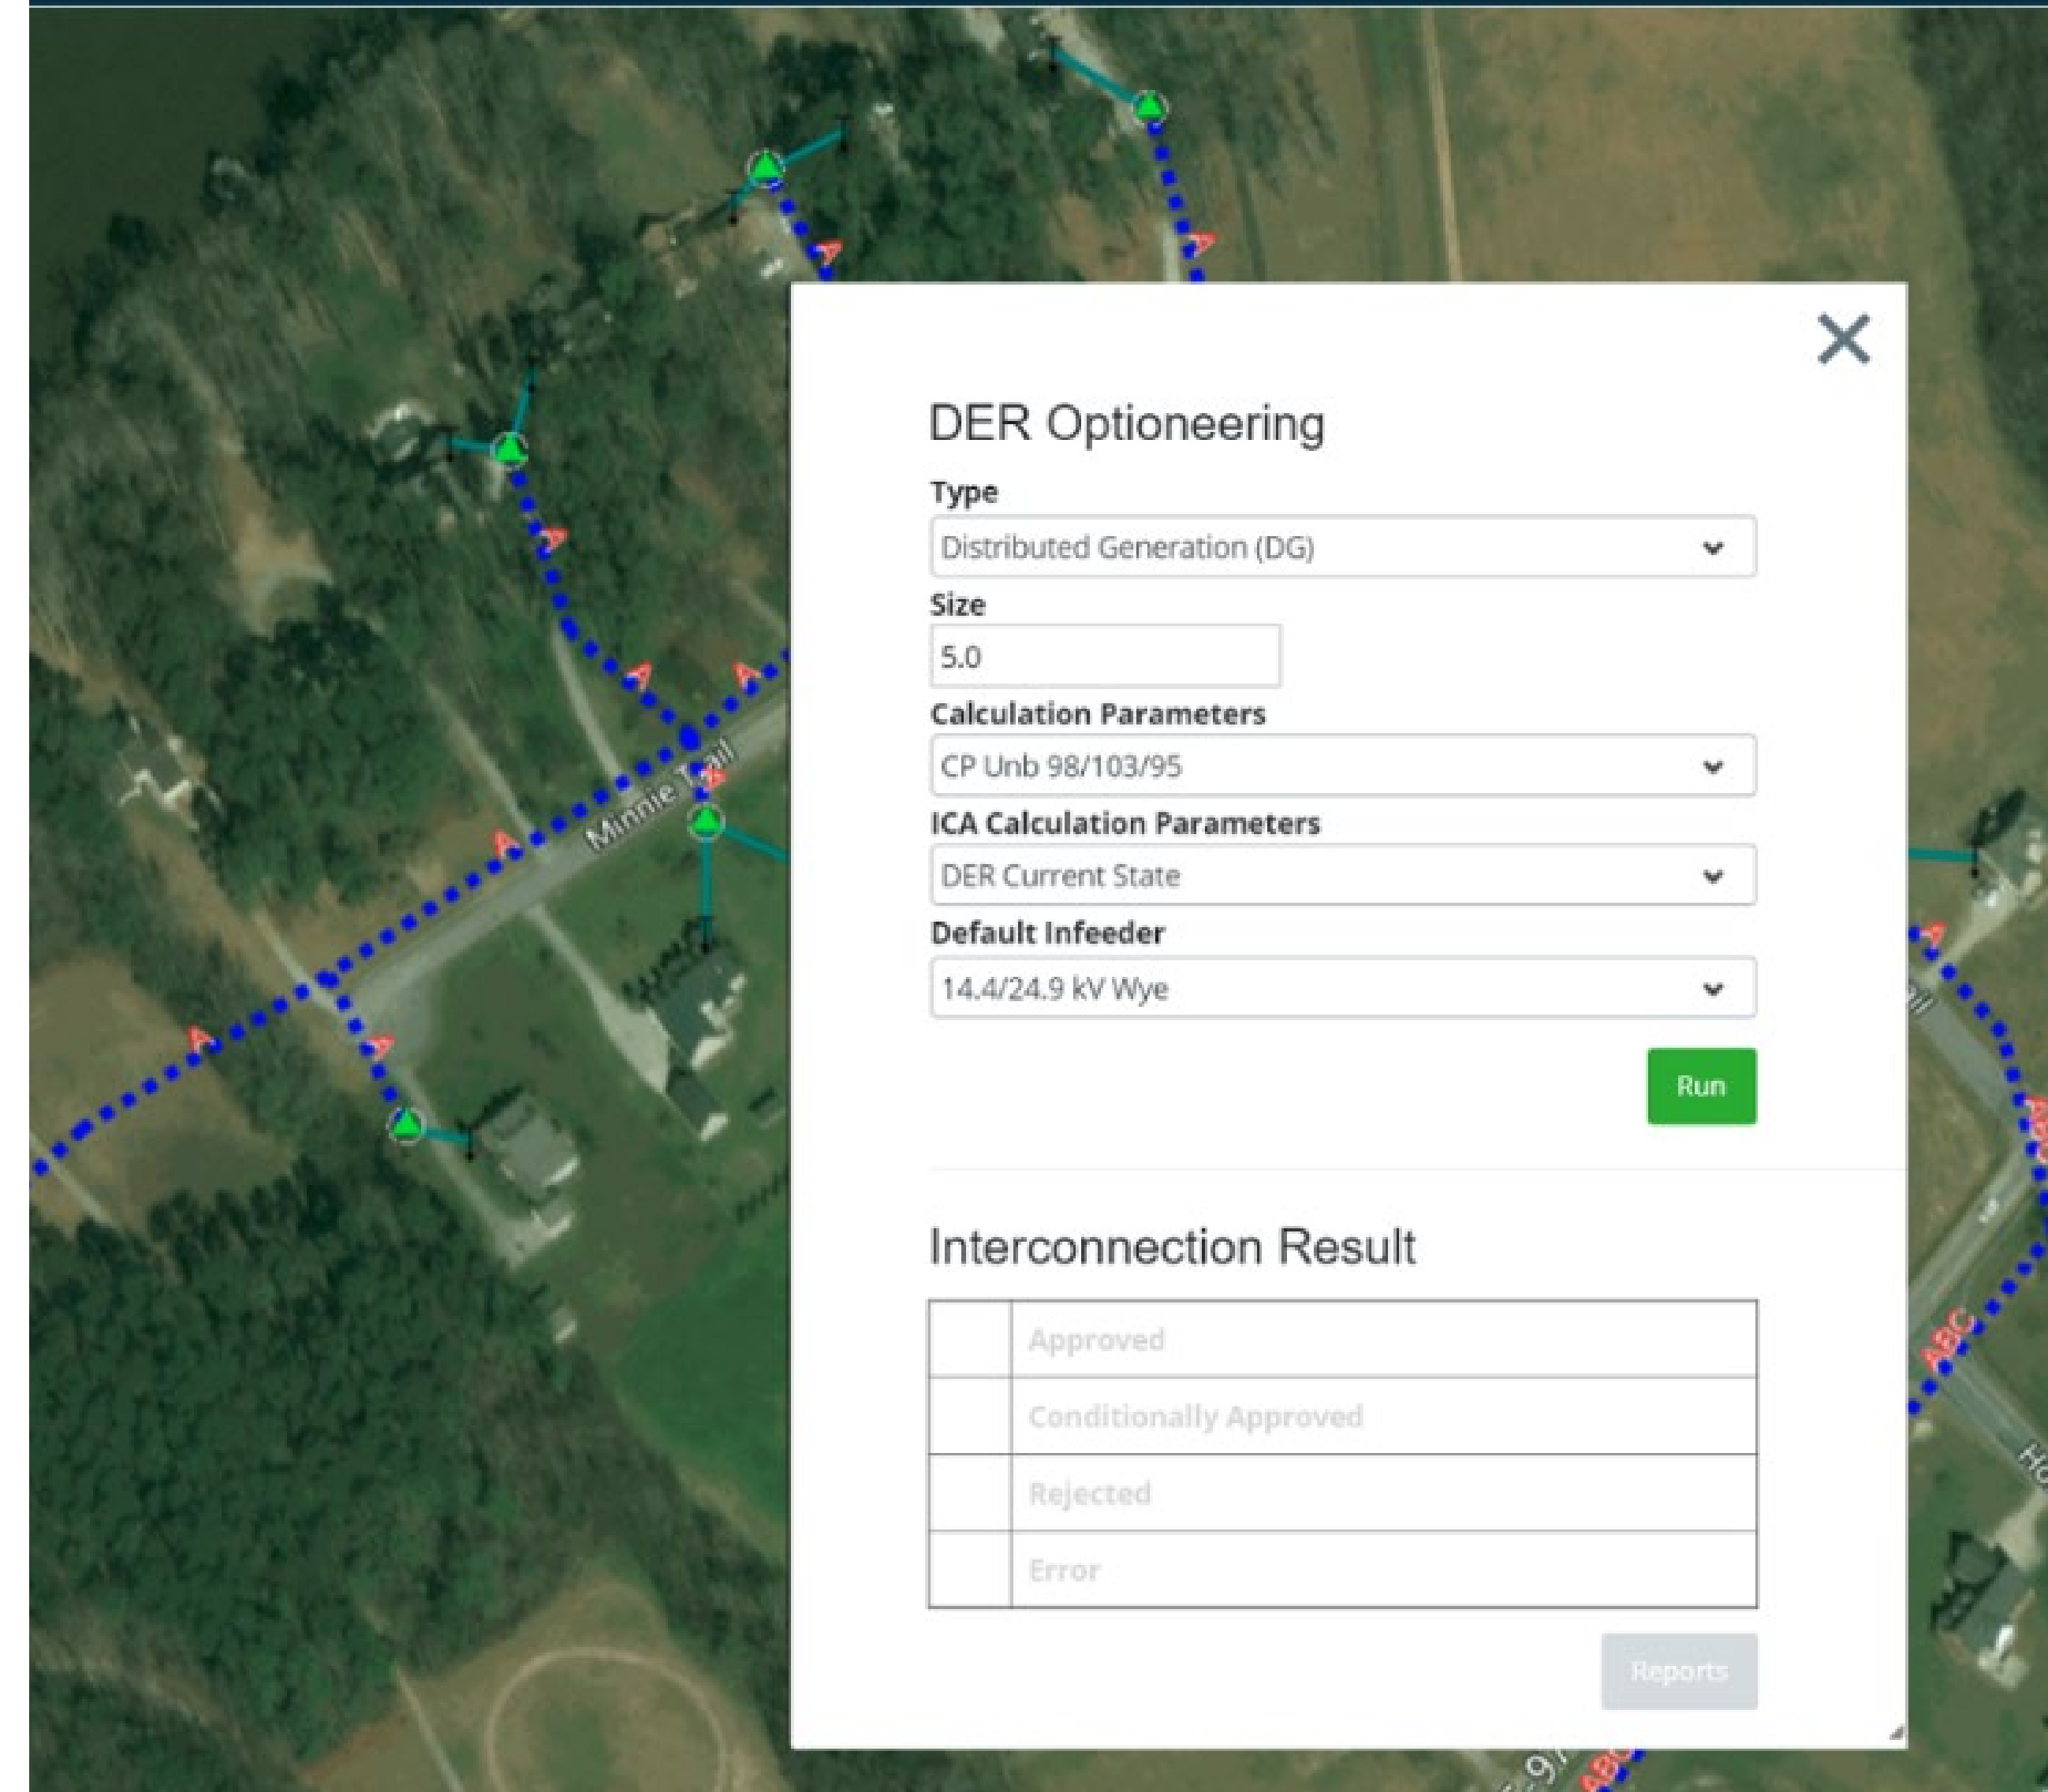 A
A
A
A
A
A
Minnie Trail
A
A
A
DER Optioneering
Type
Distributed Generation (DG)
Size
5.0
Calculation Parameters
CP Unb 98/103/95
ICA Calculation Parameters
DER Current State
Default Infeeder
14.4/24.9 kV Wye
Run
Interconnection Result
Approved
Conditionally Approved
Rejected
Error
Reports
A
ABC
ABC